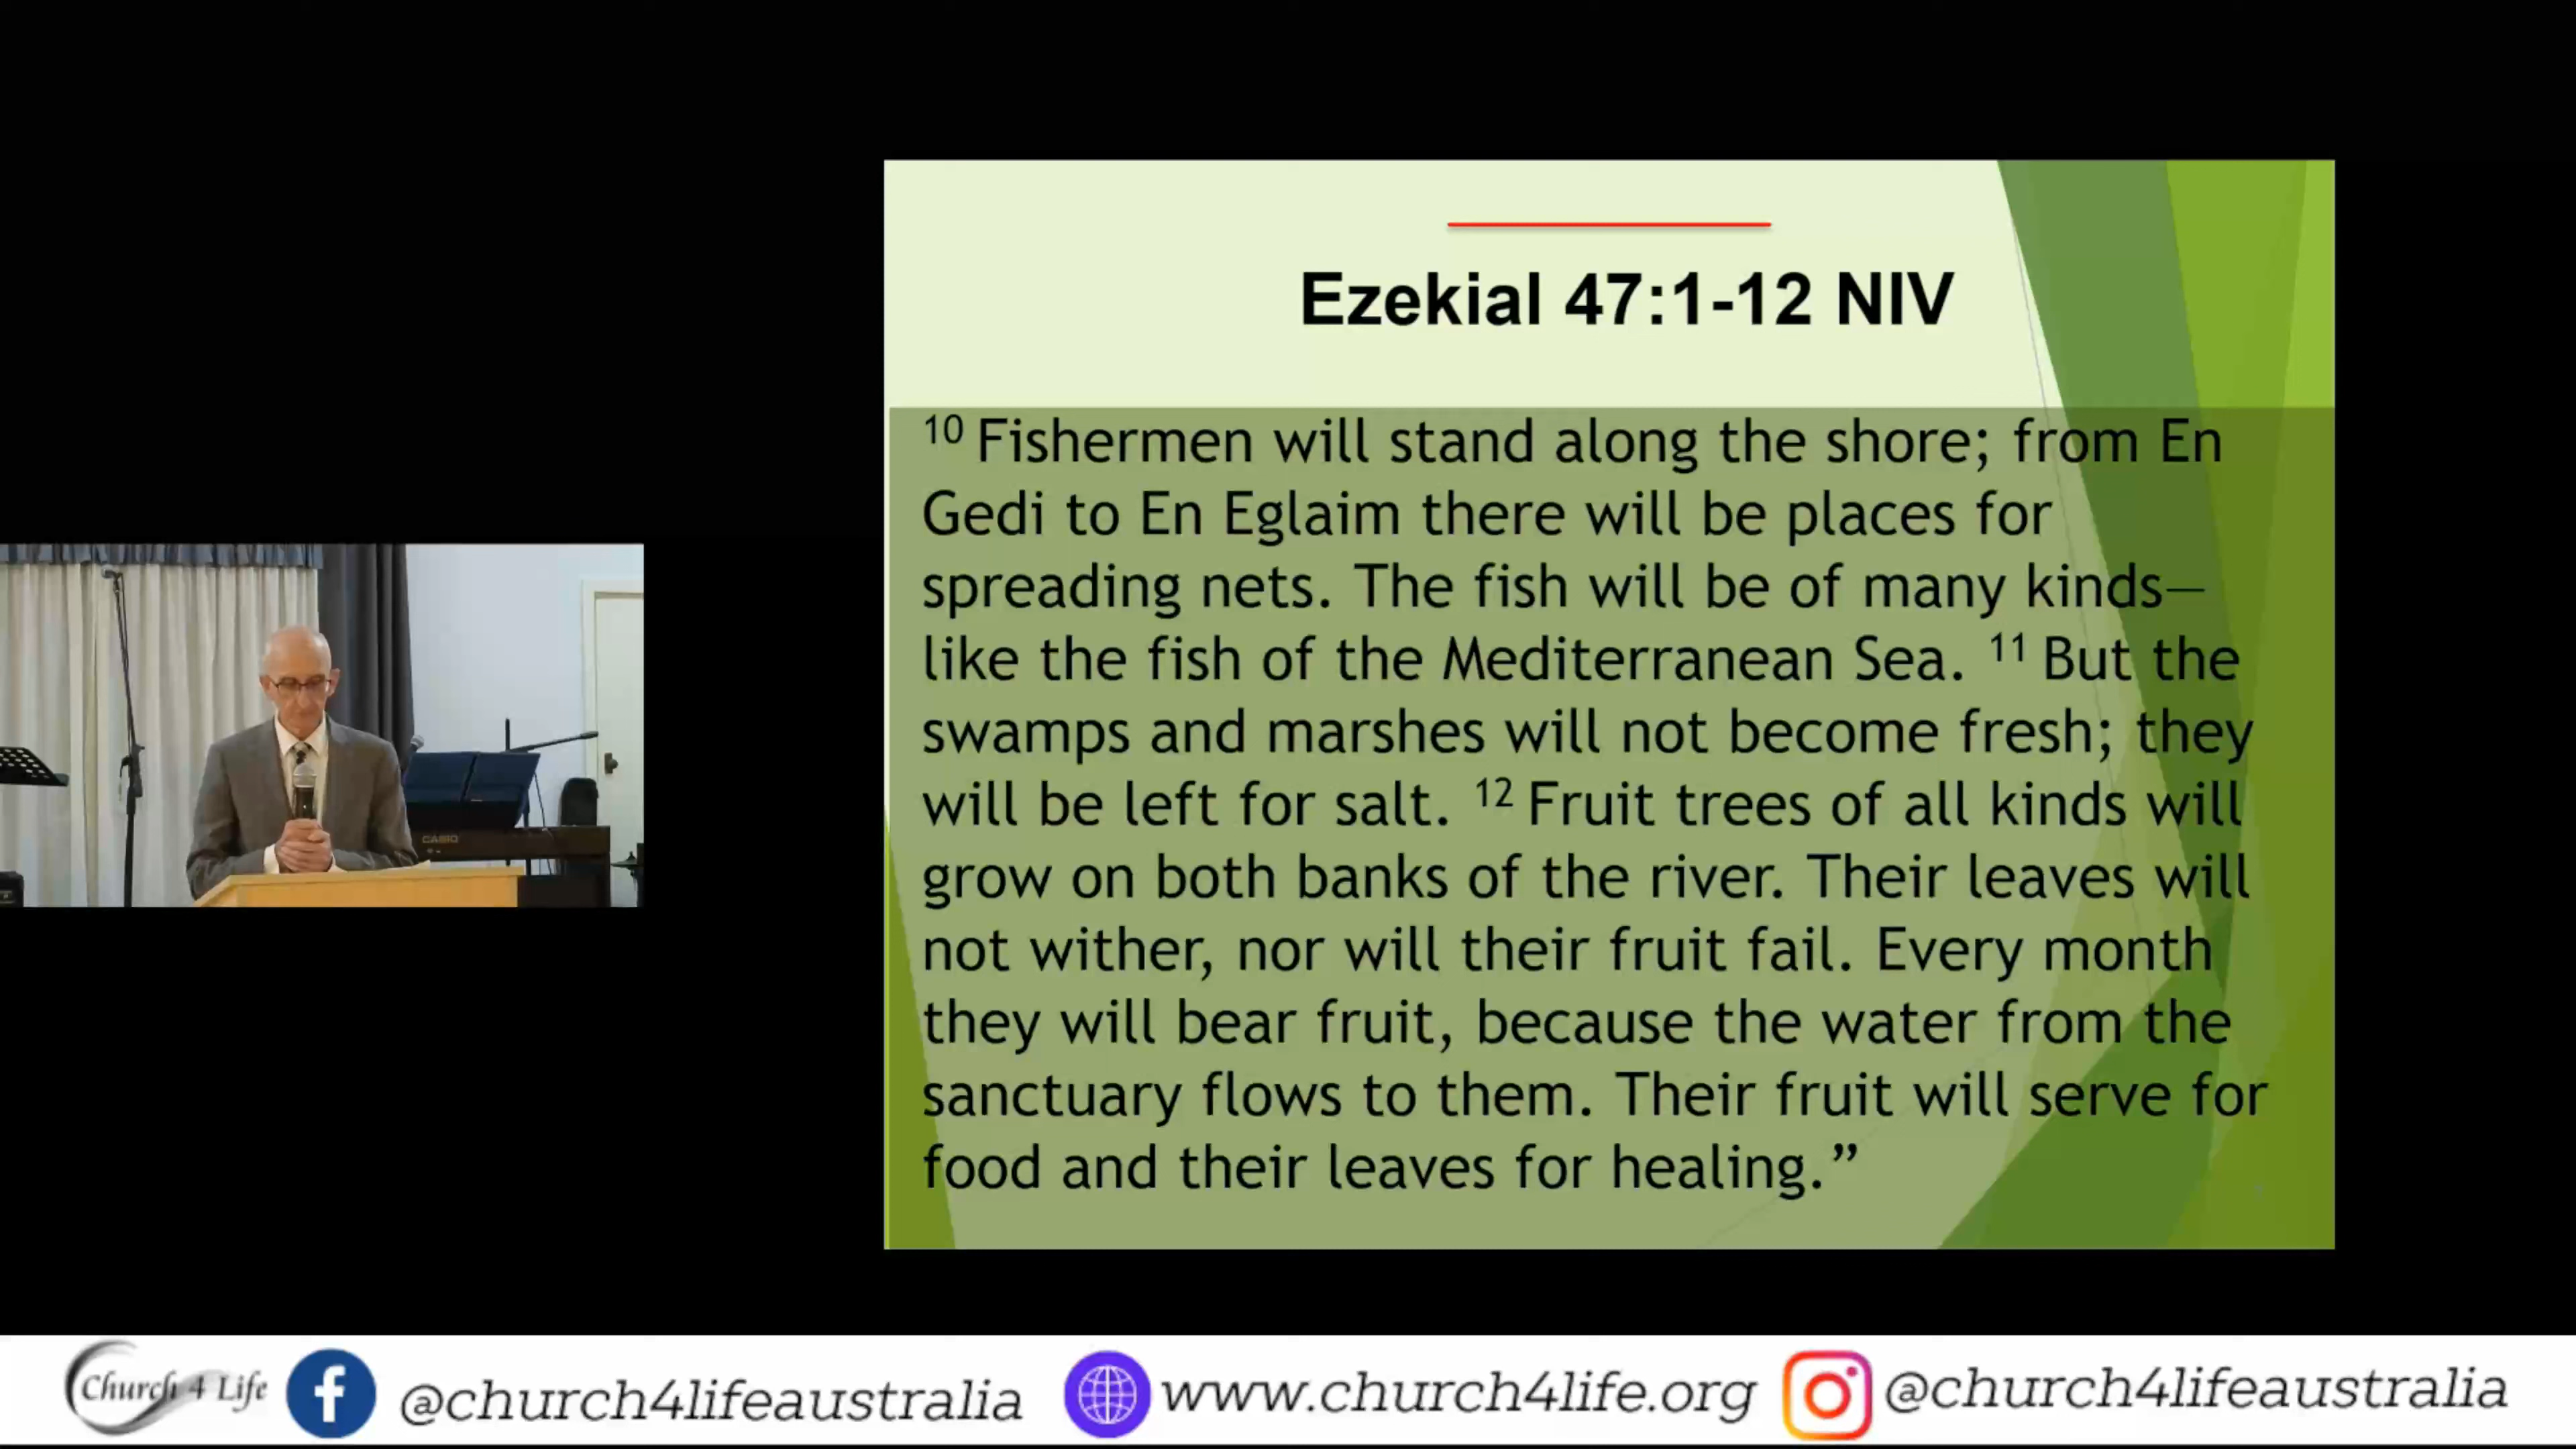 Ezekial 47:1-12 NIV
10 Fishermen will stand along the shore; from En
Gedi to En Eglaim there will be places for
spreading nets. The fish will be of many kinds—
like the fish of the Mediterranean Sea. 11 But the
swamps and marshes will not become fresh; they
will be left for salt. 12 Fruit trees of all kinds will
grow on both banks of the river. Their leaves will
not wither, nor will their fruit fail. Every month
they will bear fruit, because the water from the
sanctuary flows to them. Their fruit will serve for
food and their leaves for healing.”
CASIO
Church 4 Life
@church4lifeaustralia
www.church4life.org
@church4lifeaustralia